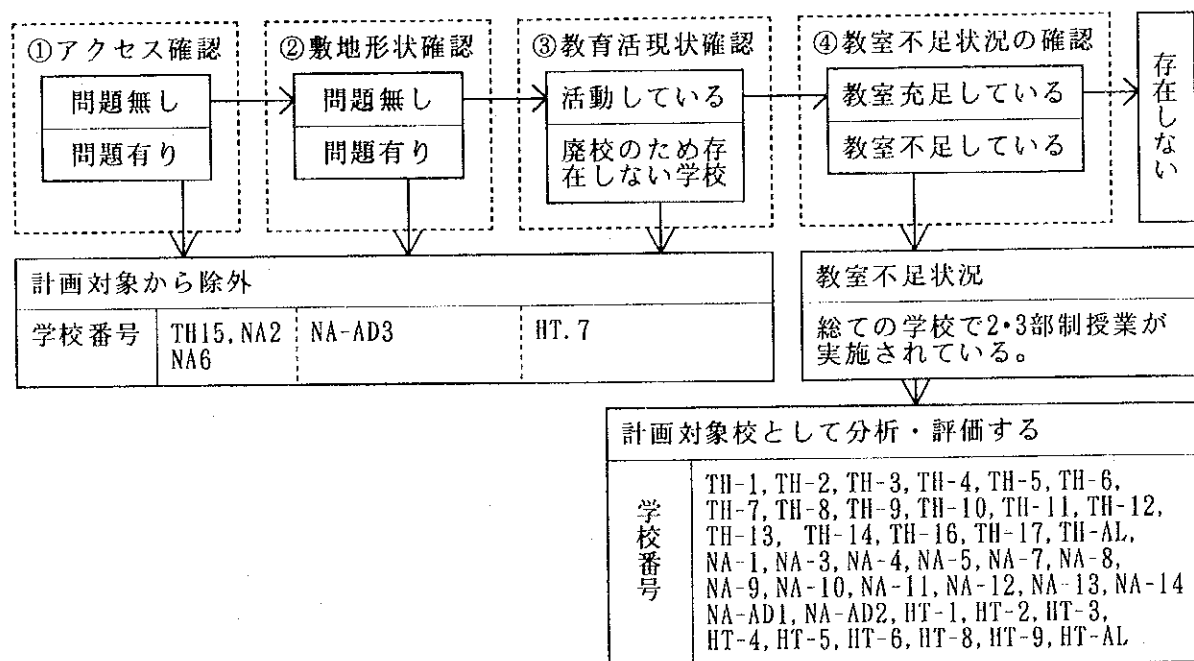 ①アクセス確認
問題無し
問題有り
②敷地形状確認
問題無し
問題有り
③教育活現状確認
活動している
廃校のため存
在しない学校
④教室不足状況の確認
教室充足している
教室不足している
存在しない
計画対象から除外
学校番号
TH15,NA2
NA6
NA-AD3
HT.7
教室不足状況
総ての学校で2・3部制授業が
実施されている。
計画対象校として分析・評価する
学校番号
TH-1,TH-2,TH-3,TH-4,TH-5,TH-6,
TH-7,TH-8,TH-9,TH-10,TH-11,TH-12,
TH-13, TH-14,TH-16,TH-17,TH-AL,
NA-1,NA-3,NA-4,NA-5,NA-7,NA-8,
NA-9,NA-10,NA-11,NA-12,NA-13,NA-14
NA-AD1,NA-AD2,HT-1,HT-2,HT-3,
HT-4,HT-5,HT-6,HT-8,HT-9,HT-AL